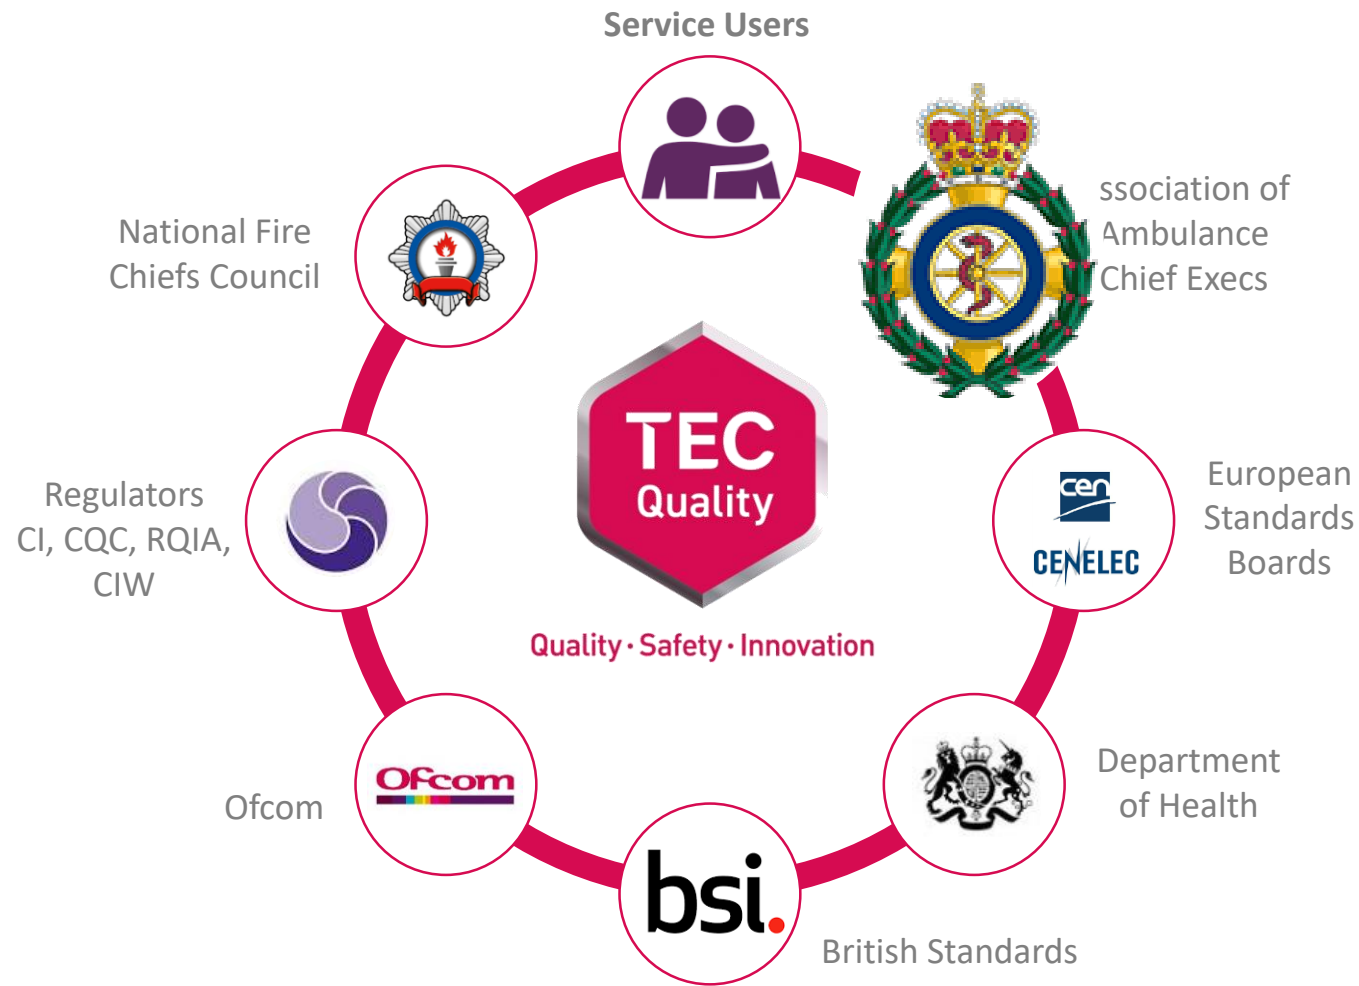 Service Users
ssociation of
Ambulance
Chief Execs
National Fire
Chiefs Council
TEC
Quality
Quality · Safety · Innovation
European
Standards
Boards
cen
CENELEC
Regulators
CI, CQC, RQIA,
CIW
Department
of Health
Ofcom
Ofcom
bsi.
British Standards